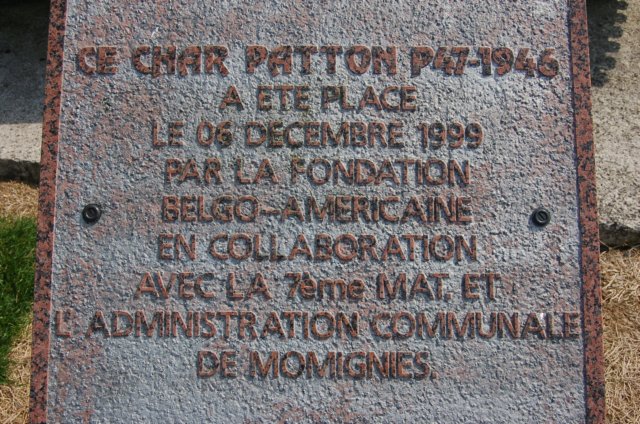 CE CHAR PATTON P47-1946
A ETE PLACE
LE 06 DECEMBRE 1999
PAR LA FONDATION
BELGO-AMERICAINE
EN COLLABORATION
AVEC LA 7ème MAT. ET
L'ADMINISTRATION COMMUNALE
DE MOMIGNIES.